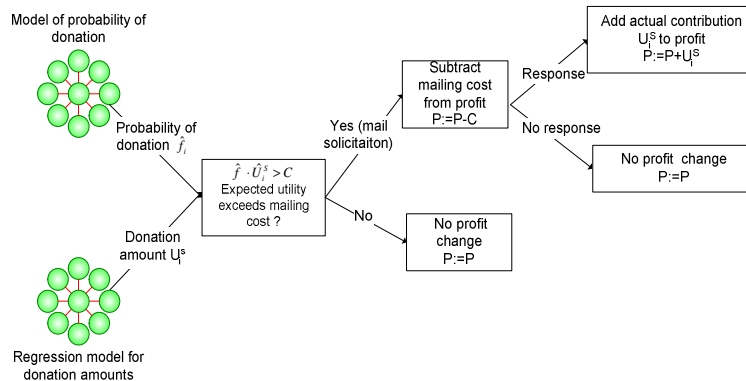 Model of probability of
donation
Probability of
donation f̂ᵢ
f̂ ·Ûᵢˢ > C
Expected utility
exceeds mailing
cost ?
Donation
amount Uᵢˢ
Regression model for
donation amounts
Yes (mail
solicitaiton)
No
Subtract
mailing cost
from profit
P:=P-C
No profit
change
P:=P
Response
No response
Add actual contribution
Uᵢˢ to profit
P:=P+Uᵢˢ
No profit change
P:=P